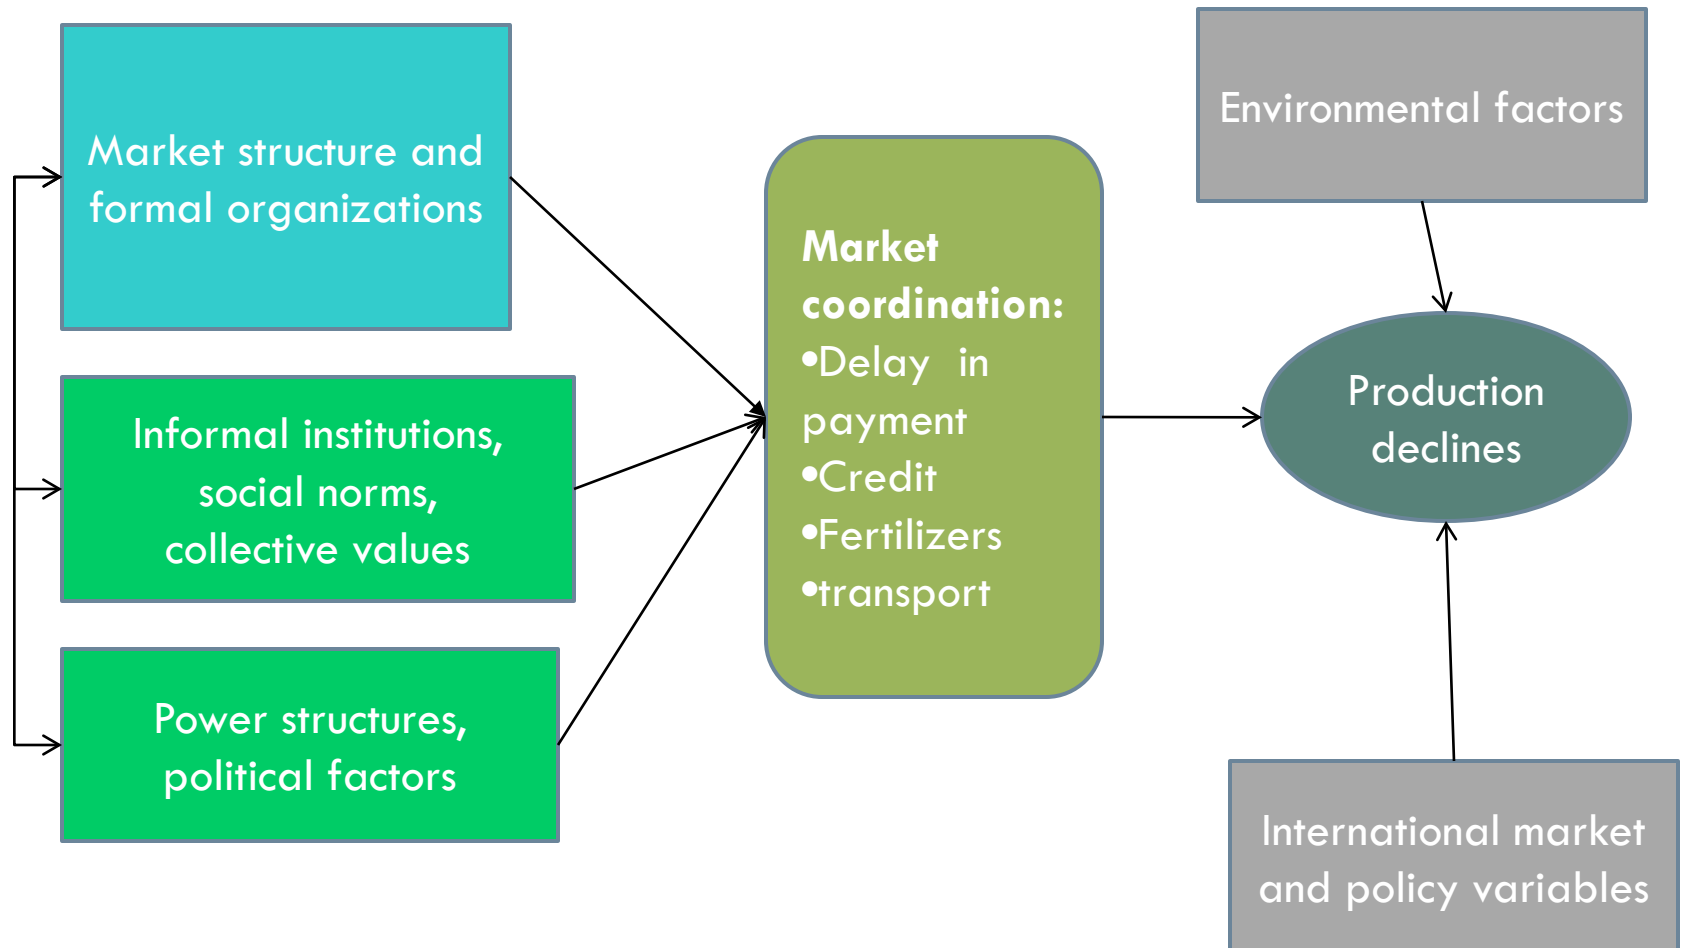 Market structure and
formal organizations
Informal institutions,
social norms,
collective values
Power structures,
political factors
Market
coordination:
•Delay in
payment
•Credit
•Fertilizers
•transport
Environmental factors
Production
declines
International market
and policy variables